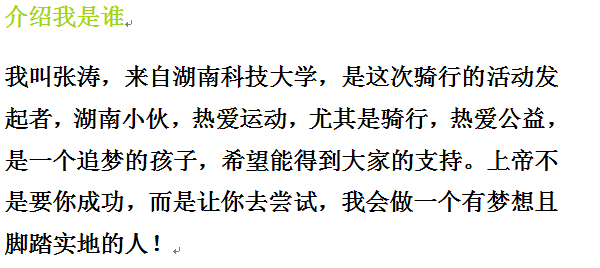 介绍我是谁
我叫张涛，来自湖南科技大学，是这次骑行的活动发
起者，湖南小伙，热爱运动，尤其是骑行，热爱公益，
是一个追梦的孩子，希望能得到大家的支持。上帝不
是要你成功，而是让你去尝试，我会做一个有梦想且
脚踏实地的人！